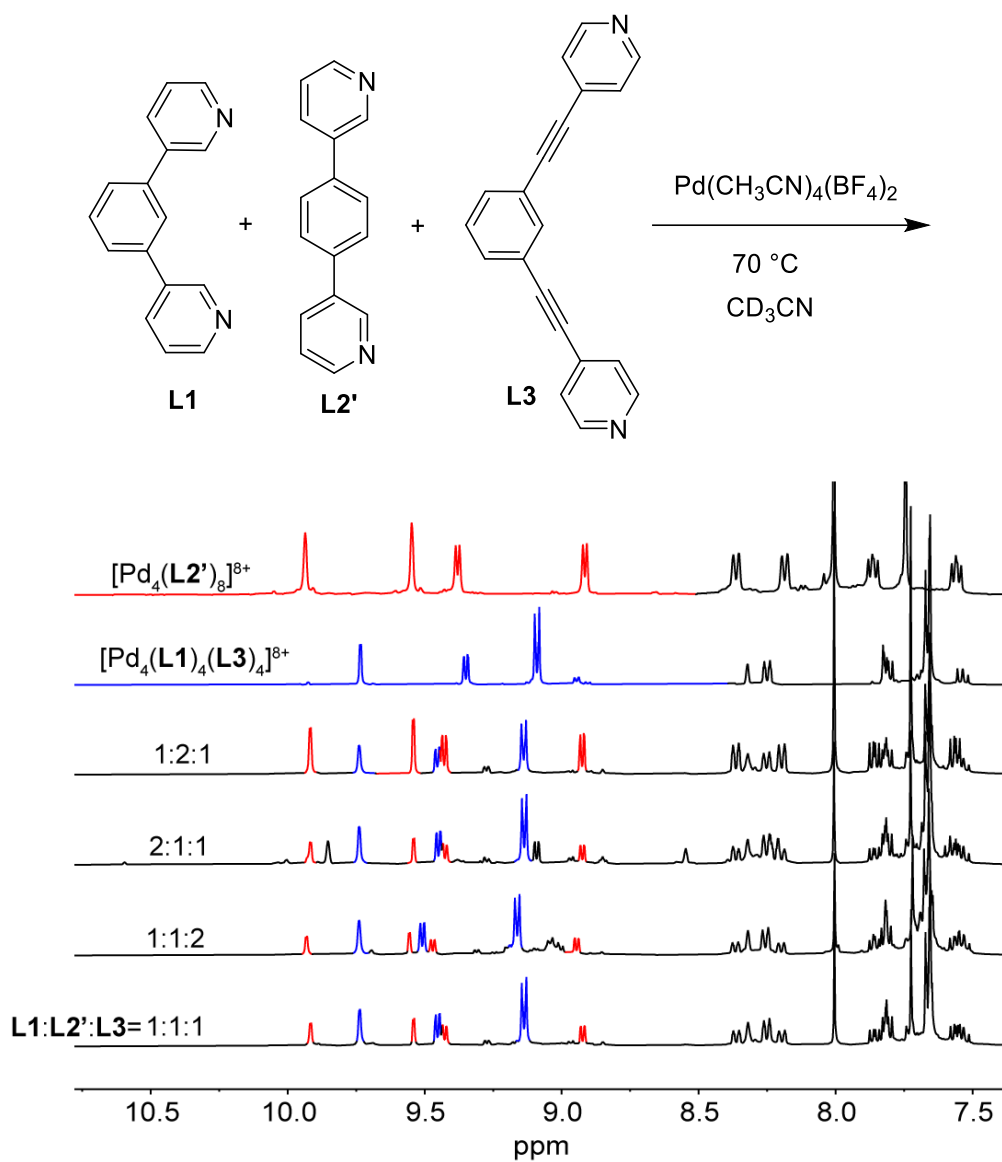 N
N
N
N
N
N
+
+
L1
L2'
L3
Pd(CH3CN)4(BF4)2
70 °C
CD3CN
[Pd4(L2')8]8+
[Pd4(L1)4(L3)4]8+
1:2:1
2:1:1
1:1:2
L1:L2':L3= 1:1:1
10.5 10.0 9.5 9.0 8.5 8.0 7.5
ppm